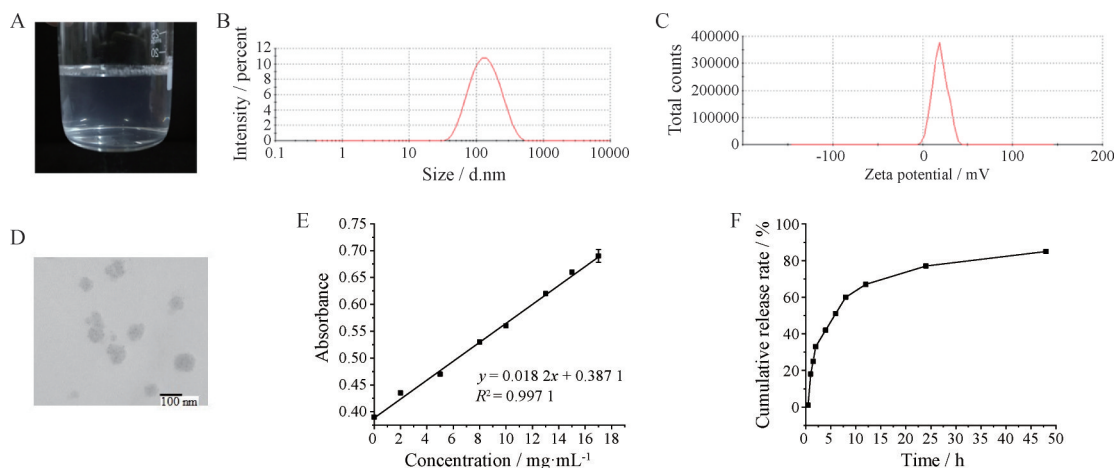 A
B
12
10
8
6
4
2
0
Intensity / percent
0.1
1
10
100
1000
10000
Size / d.nm
C
400000
300000
200000
100000
0
Total counts
-100
0
100
200
Zeta potential / mV
D
100 nm
E
0.75
0.70
0.65
0.60
0.55
0.50
0.45
0.40
Absorbance
y = 0.018 2x + 0.387 1
R² = 0.997 1
0 2 4 6 8 10 12 14 16 18
Concentration / mg·mL⁻¹
F
100
80
60
40
20
0
Cumulative release rate / %
0 5 10 15 20 25 30 35 40 45 50
Time / h